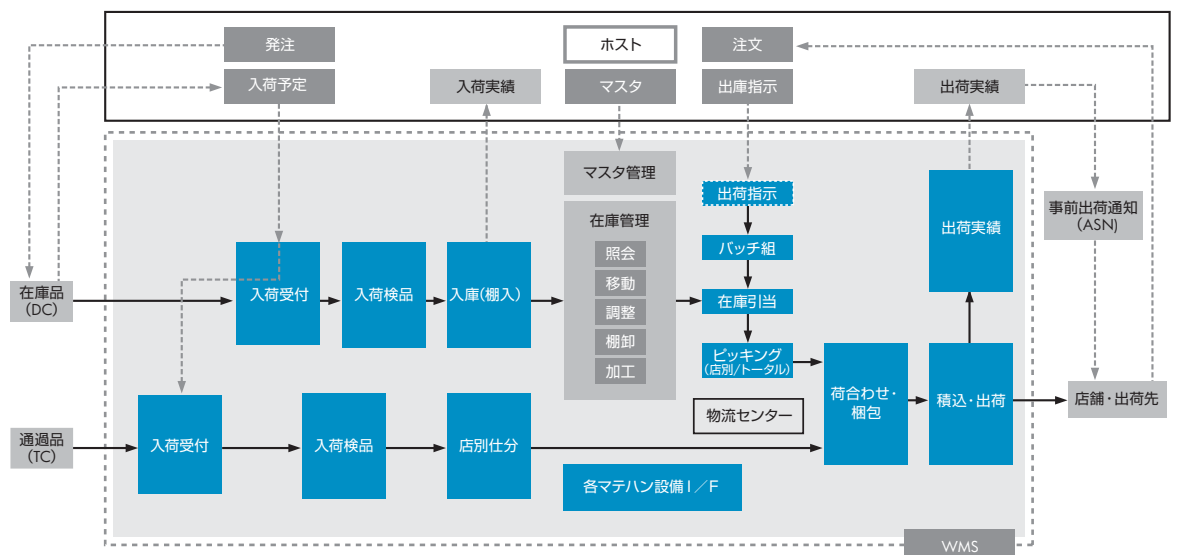 発注
ホスト
注文
入荷予定
入荷実績
マスタ
出庫指示
出荷実績
マスタ管理
出荷指示
事前出荷通知
(ASN)
在庫管理
照会
移動
調整
棚卸
加工
バッチ組
出荷実績
在庫品
(DC)
入荷受付
入荷検品
入庫(棚入)
在庫引当
ピッキング
(店別/トータル)
荷合わせ・
梱包
積込・出荷
店舗・出荷先
物流センター
通過品
(TC)
入荷受付
入荷検品
店別仕分
各マテハン設備I/F
WMS